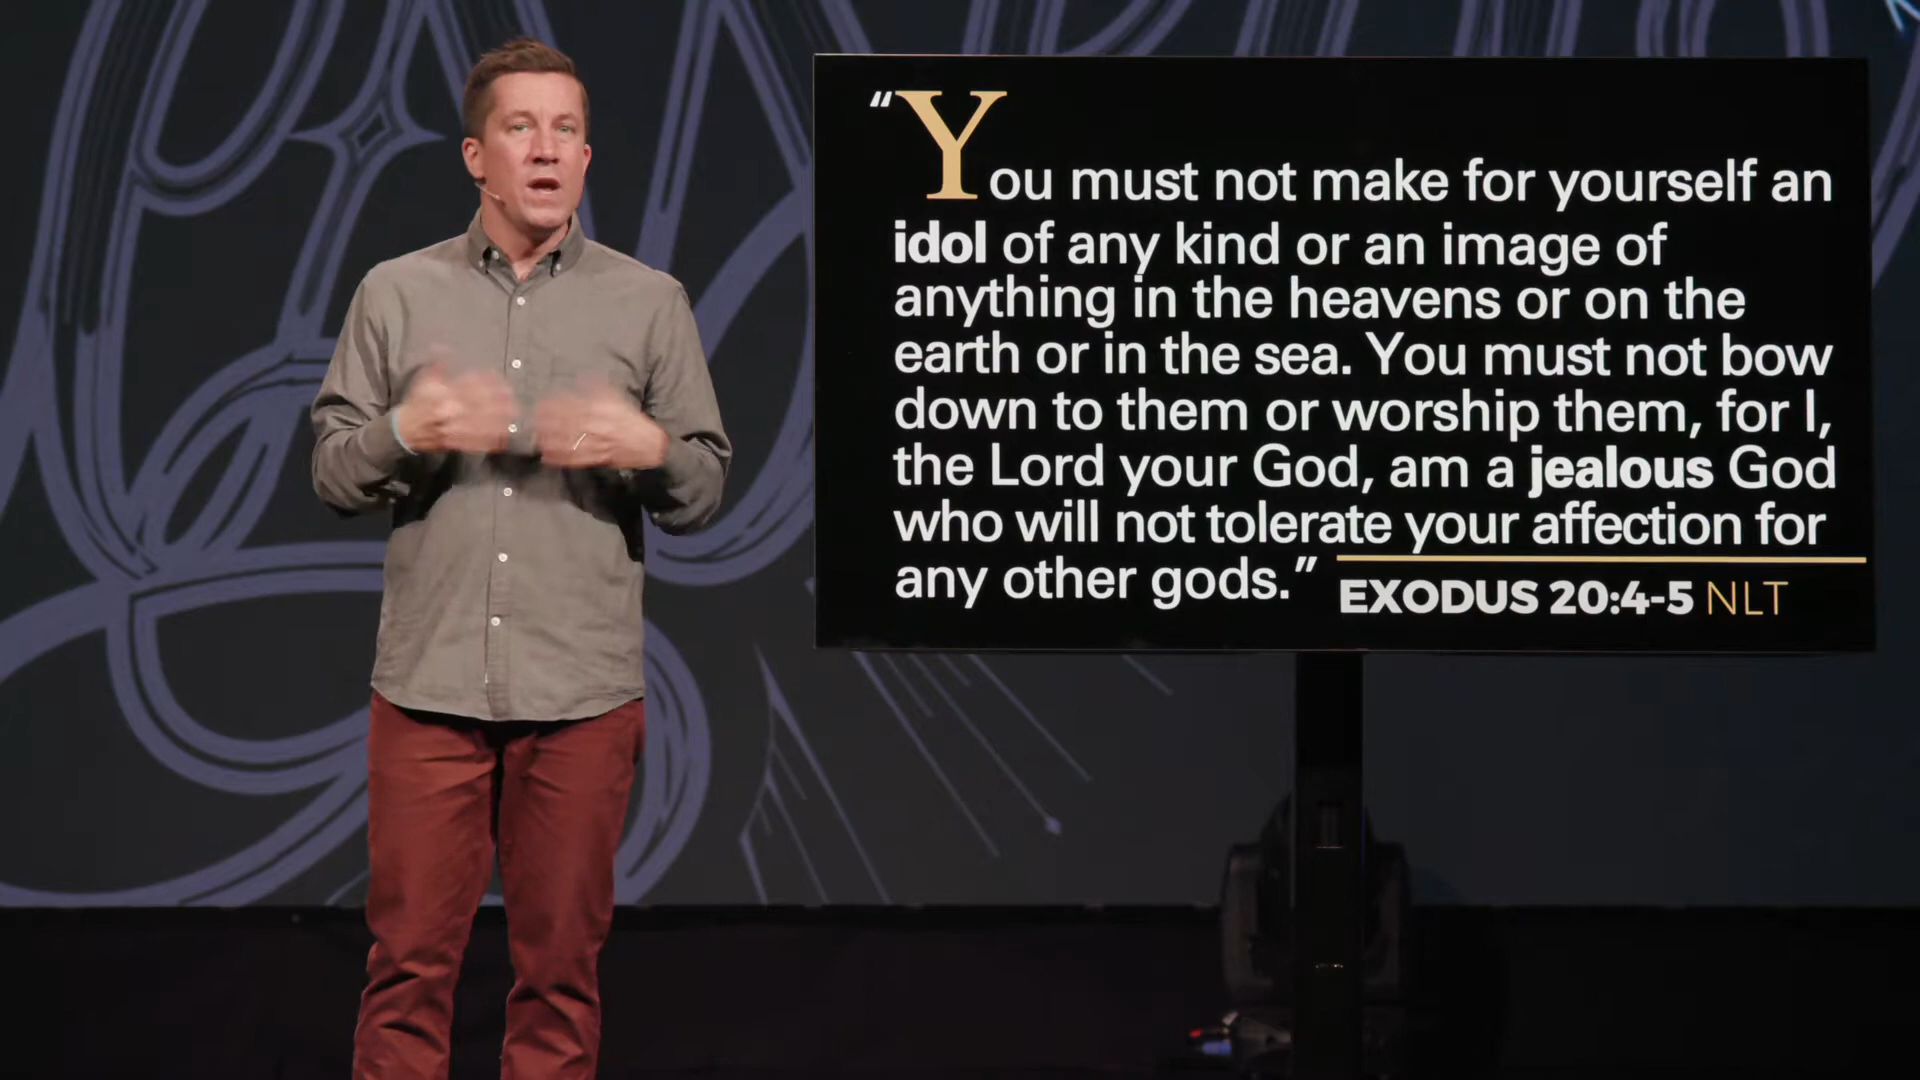 “You must not make for yourself an
idol of any kind or an image of
anything in the heavens or on the
earth or in the sea. You must not bow
down to them or worship them, for I,
the Lord your God, am a jealous God
who will not tolerate your affection for
any other gods.”
EXODUS 20:4-5 NLT